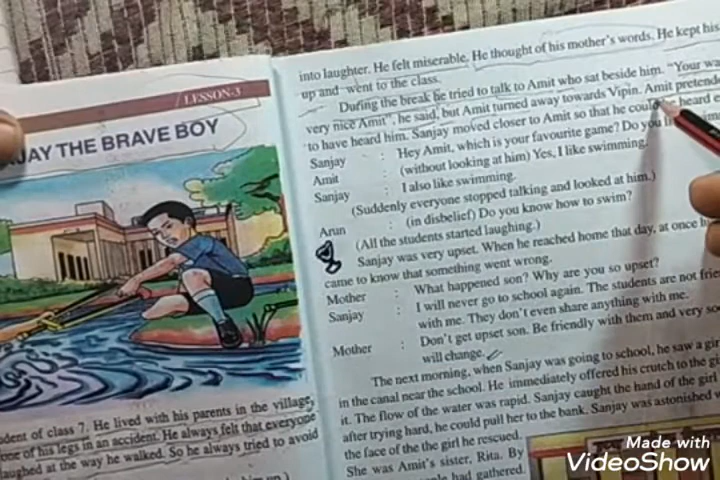 LESSON-3
JAY THE BRAVE BOY
dent of class 7. He lived with his parents in the village,
one of his legs in an accident. He always felt that everyone
laughed at the way he walked. So he always tried to avoid
into laughter. He felt miserable. He thought of his mother's words. He kept his
up and went to the class.
During the break he tried to talk to Amit who sat beside him. "Your wa
very nice Amit", he said, but Amit turned away towards Vipin. Amit pretend
to have heard him. Sanjay moved closer to Amit so that he could be heard
Sanjay : Hey Amit, which is your favourite game? Do you
Amit : (without looking at him) Yes, I like swimming.
Sanjay : I also like swimming.
(Suddenly everyone stopped talking and looked at him.)
Arun : (in disbelief) Do you know how to swim?
(All the students started laughing.)
Sanjay was very upset. When he reached home that day, at once
came to know that something went wrong.
Mother : What happened son? Why are you so upset?
Sanjay : I will never go to school again. The students are not frie
with me. They don't even share anything with me.
Mother : Don't get upset son. Be friendly with them and very soo
will change.
The next morning, when Sanjay was going to school, he saw a gir
in the canal near the school. He immediately offered his crutch to the gi
it. The flow of the water was rapid. Sanjay caught the hand of the girl
after trying hard, he could pull her to the bank. Sanjay was astonished
the face of the the girl he rescued.
She was Amit's sister, Rita. By
had gathered.
Made with
VideoShow